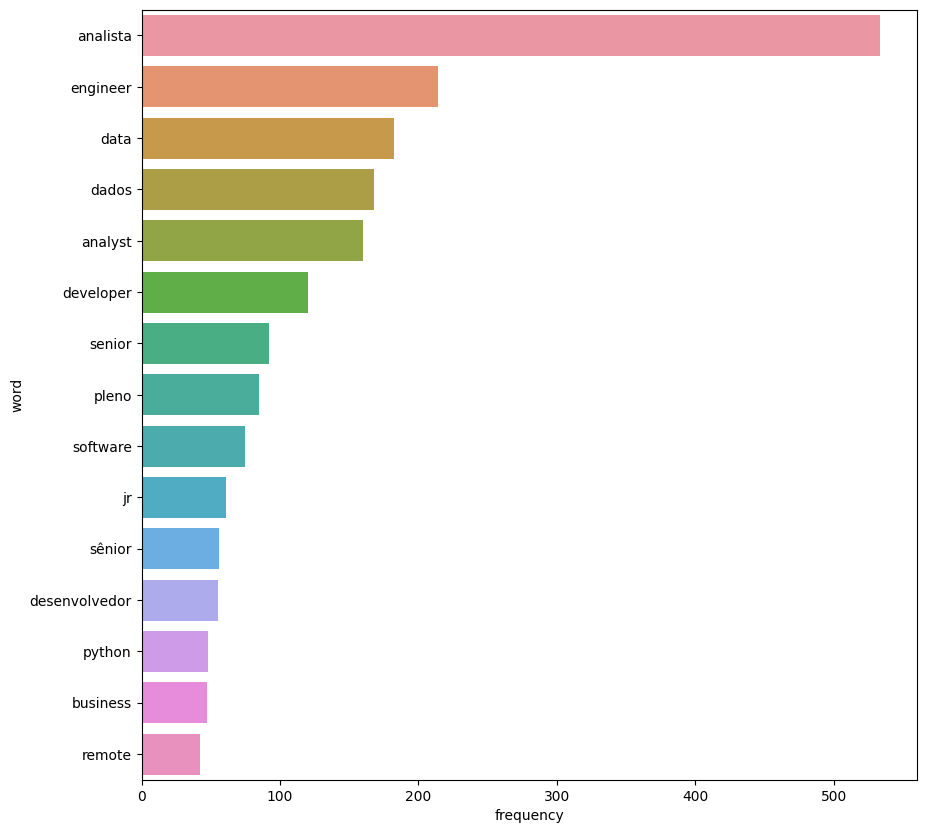 analista
engineer
data
dados
analyst
developer
senior
pleno
software
jr
sênior
desenvolvedor
python
business
remote
word
0 100 200 300 400 500
frequency